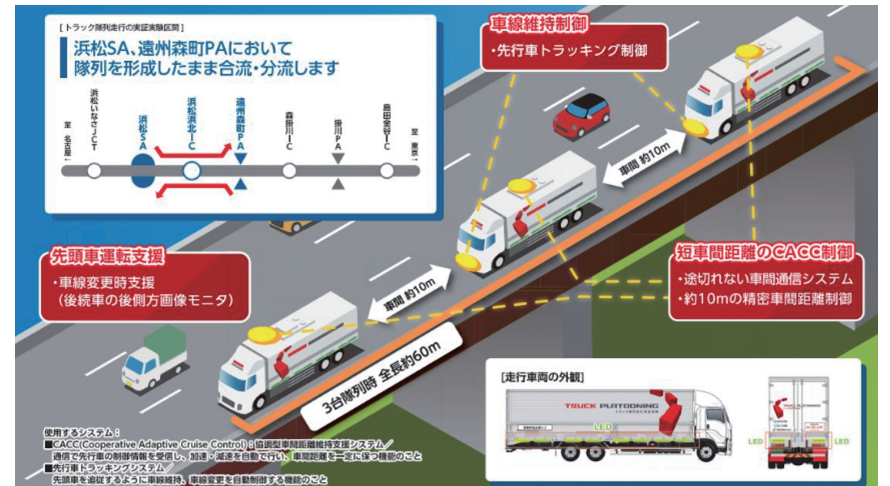 [トラック隊列走行の実証実験区間]
浜松SA、遠州森町PAにおいて
隊列を形成したまま合流・分流します
至 名古屋←
浜松いなさJCT
浜松SA
浜松浜北IC
遠州森町PA
森掛川IC
掛川PA
島田金谷IC
至 東京→
車線維持制御
・先行車トラッキング制御
車間 約10m
先頭車運転支援
・車線変更時支援
（後続車の後側方画像モニタ）
車間 約10m
短車間距離のCACC制御
・途切れない車間通信システム
・約10mの精密車間距離制御
3台隊列時 全長約60m
[走行車両の外観]
TRUCK PLATOONING
LED
LED
LED
使用するシステム：
■CACC(Cooperative Adaptive Cruise Control)：協調型車間距離維持支援システム／
通信で先行車の制御情報を受信し、加速・減速を自動で行い、車間距離を一定に保つ機能のこと
■先行車トラッキングシステム／
先頭車を追従するように車線維持、車線変更を自動制御する機能のこと